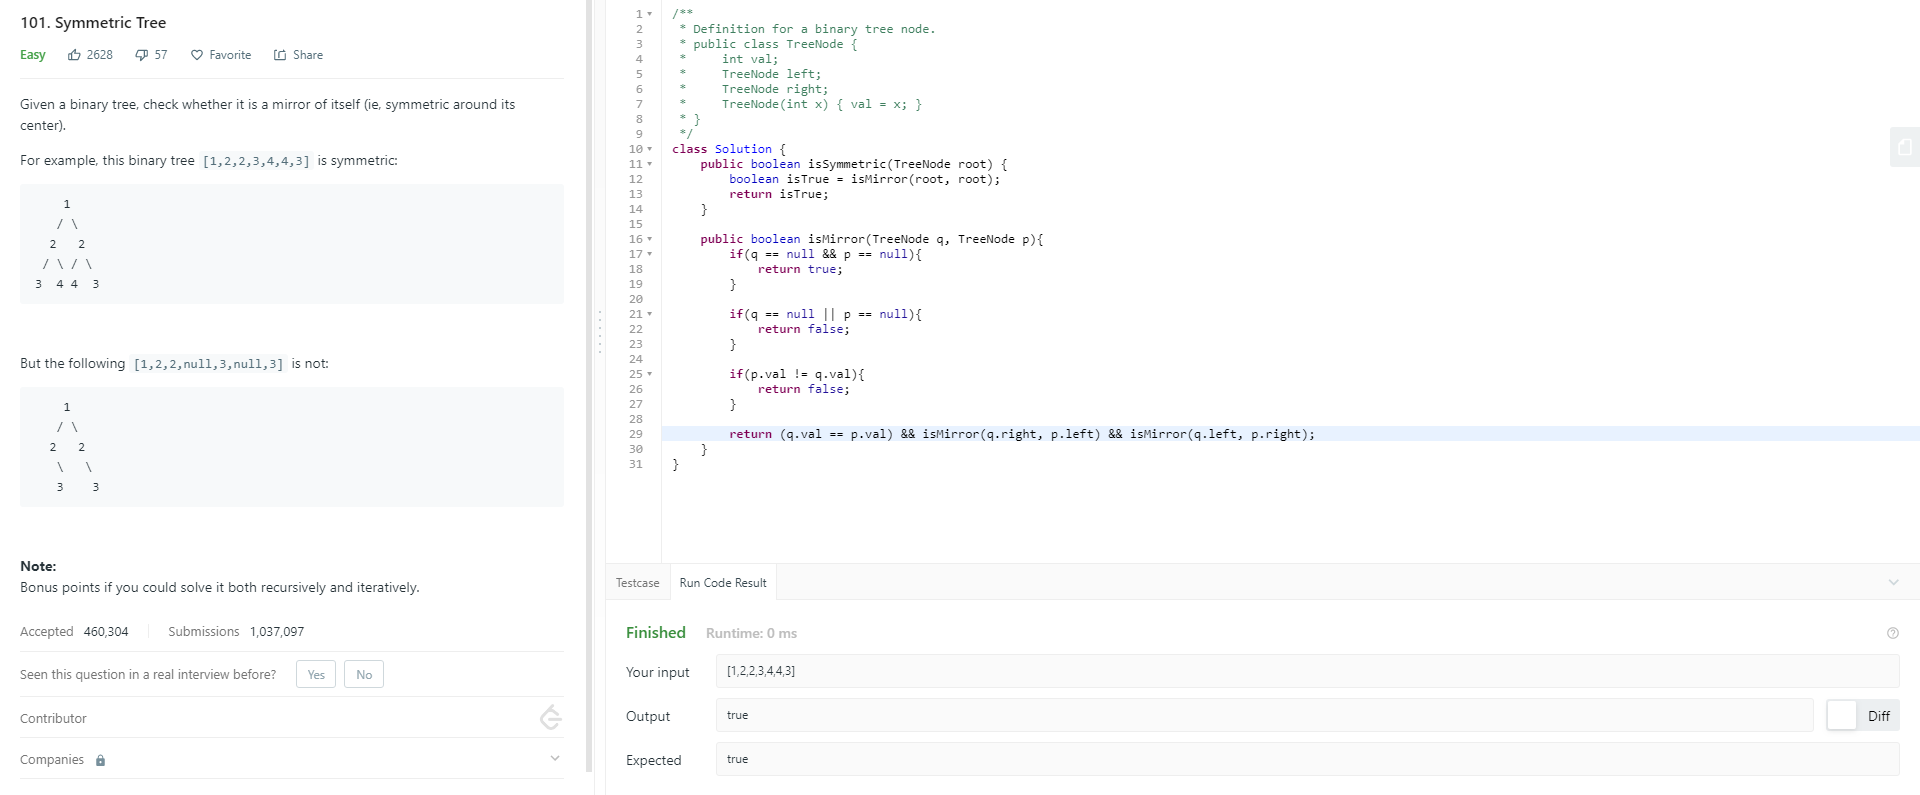 101. Symmetric Tree
Easy 2628 57 Favorite Share
Given a binary tree, check whether it is a mirror of itself (ie, symmetric around its
center).
For example, this binary tree [1,2,2,3,4,4,3] is symmetric:
    1
   / \
  2   2
 / \ / \
3  4 4  3
But the following [1,2,2,null,3,null,3] is not:
    1
   / \
  2   2
   \   \
   3    3
Note:
Bonus points if you could solve it both recursively and iteratively.
Accepted 460,304 Submissions 1,037,097
Seen this question in a real interview before? Yes No
Contributor
Companies
1 /**
2  * Definition for a binary tree node.
3  * public class TreeNode {
4  *     int val;
5  *     TreeNode left;
6  *     TreeNode right;
7  *     TreeNode(int x) { val = x; }
8  * }
9  */
10 class Solution {
11     public boolean isSymmetric(TreeNode root) {
12         boolean isTrue = isMirror(root, root);
13         return isTrue;
14     }
15
16     public boolean isMirror(TreeNode q, TreeNode p){
17         if(q == null && p == null){
18             return true;
19         }
20
21         if(q == null || p == null){
22             return false;
23         }
24
25         if(p.val != q.val){
26             return false;
27         }
28
29         return (q.val == p.val) && isMirror(q.right, p.left) && isMirror(q.left, p.right);
30     }
31 }
Testcase Run Code Result
Finished Runtime: 0 ms
Your input [1,2,2,3,4,4,3]
Output true Diff
Expected true